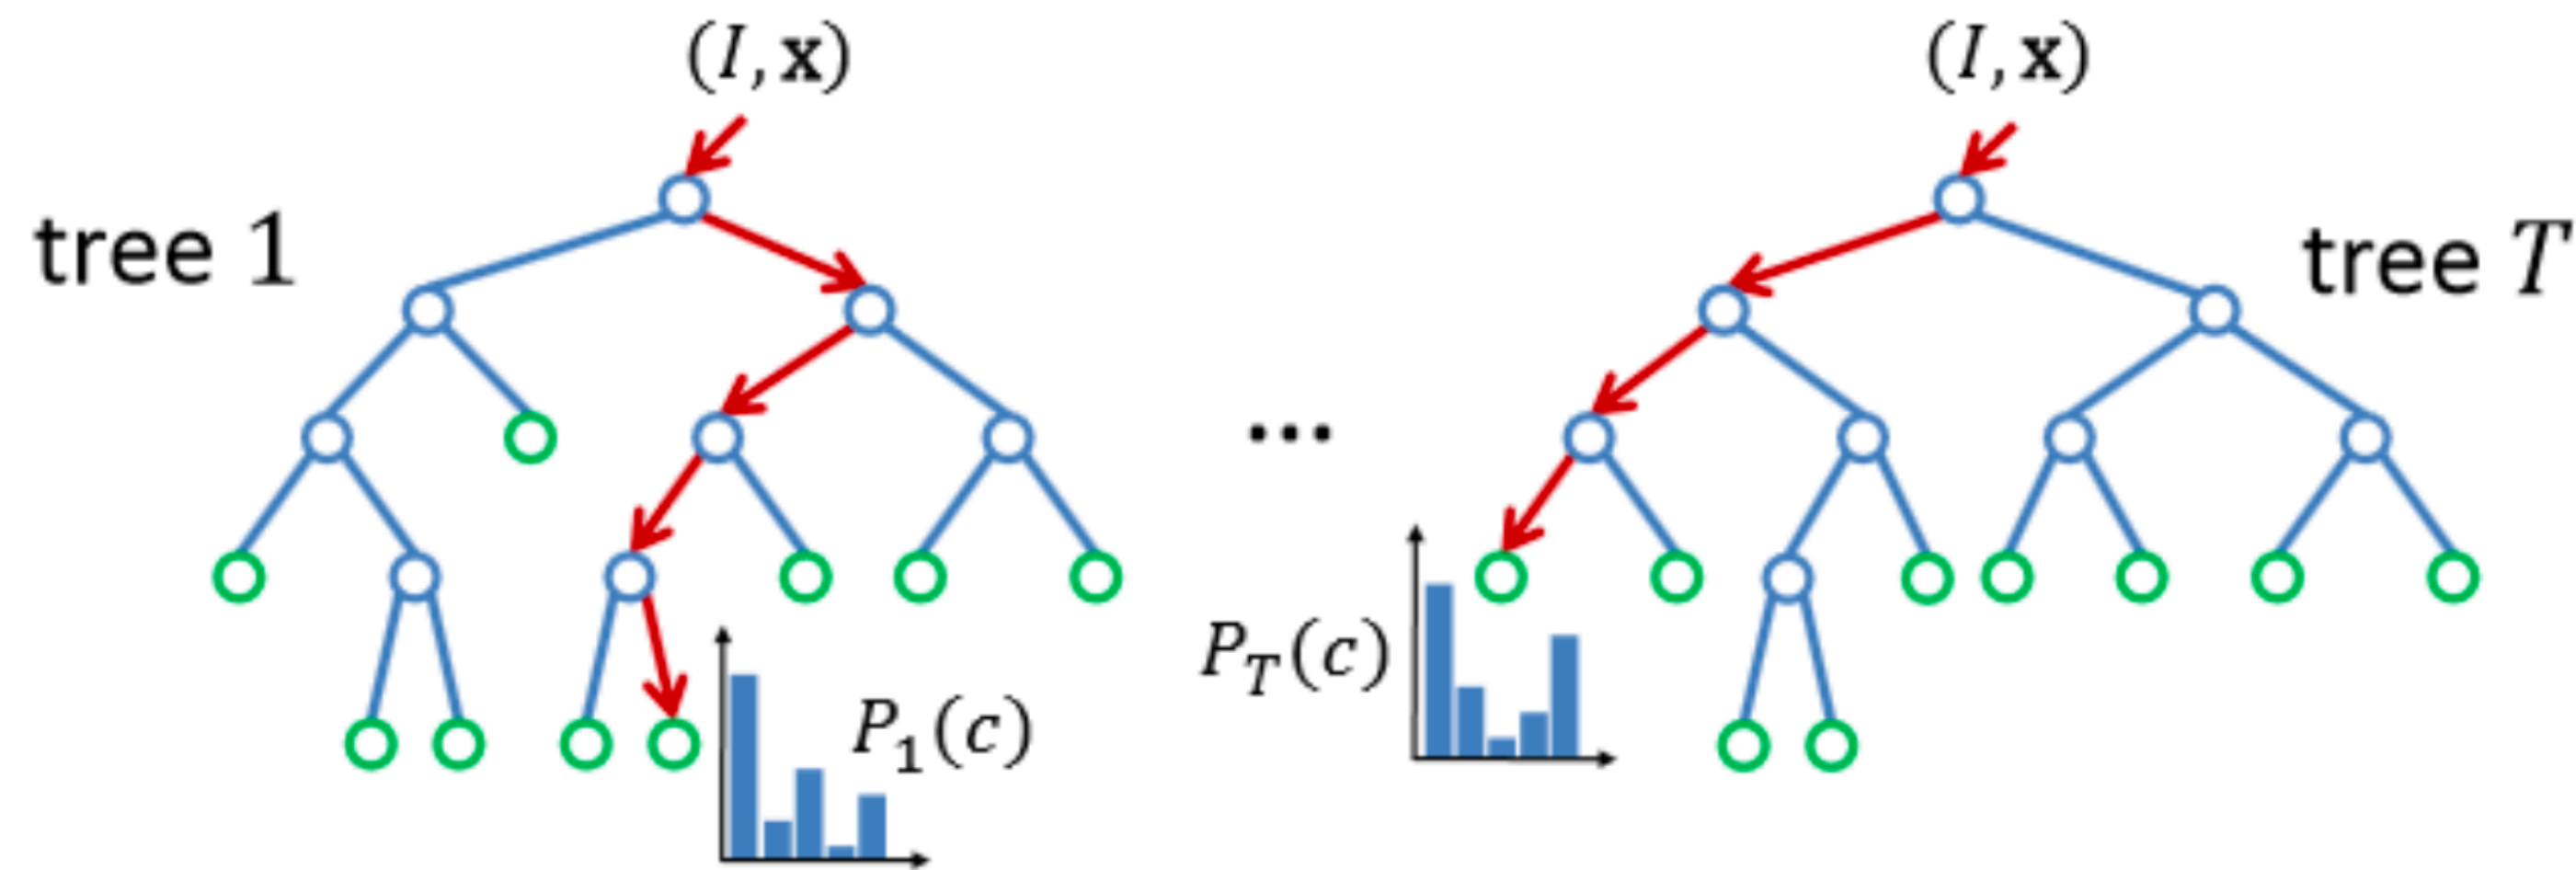 (I, x)
(I, x)
tree 1
tree T
...
P_T(c)
P_1(c)